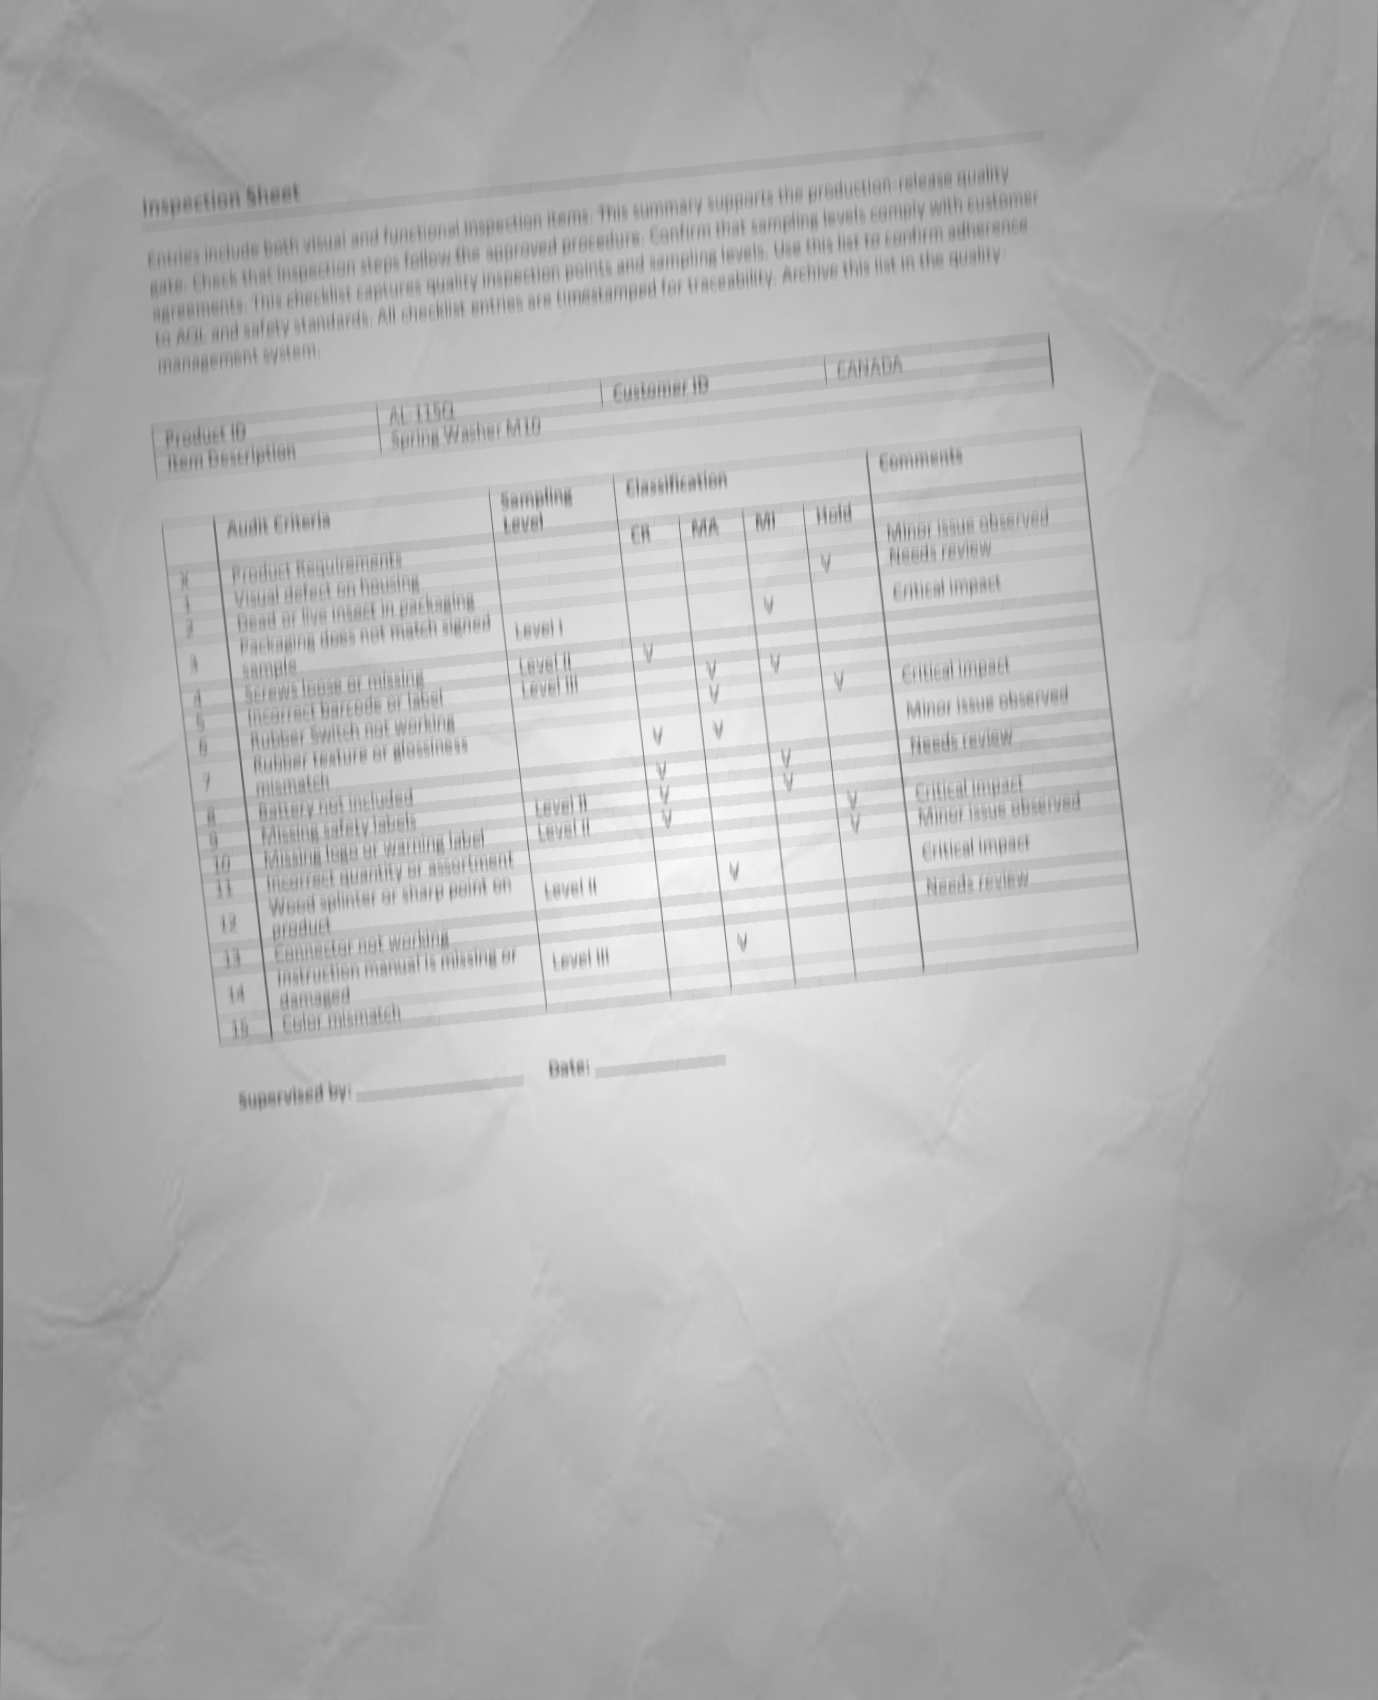 Inspection Sheet
Entries include both visual and functional inspection items. This summary supports the production-release quality
gate. Check that inspection steps follow the approved procedure. Confirm that sampling levels comply with customer
agreements. This checklist captures quality inspection points and sampling levels. Use this list to confirm adherence
to AQL and safety standards. All checklist entries are timestamped for traceability. Archive this list in the quality
management system.
Product ID Customer ID CANADA
Item Description Spring Washer M10
Audit Criteria Sampling Level Classification Comments
CR MA MI Hold
X Product Requirements
1 Visual defect on housing Minor issue observed
2 Dead or live insect in packaging V Needs review
3 Packaging does not match signed sample Level I V Critical impact
4 Screws loose or missing Level II V
5 Incorrect barcode or label Level III V V
6 Rubber Switch not working V V Critical impact
7 Rubber texture or glossiness mismatch V V Minor issue observed
8 Battery not included V V Needs review
9 Missing safety labels Level II V V
10 Missing logo or warning label Level II V V Critical impact
11 Incorrect quantity or assortment V Minor issue observed
12 Wood splinter or sharp point on product Level II V Critical impact
13 Connector not working Needs review
14 Instruction manual is missing or damaged Level III V
15 Color mismatch
Supervised by: Date: